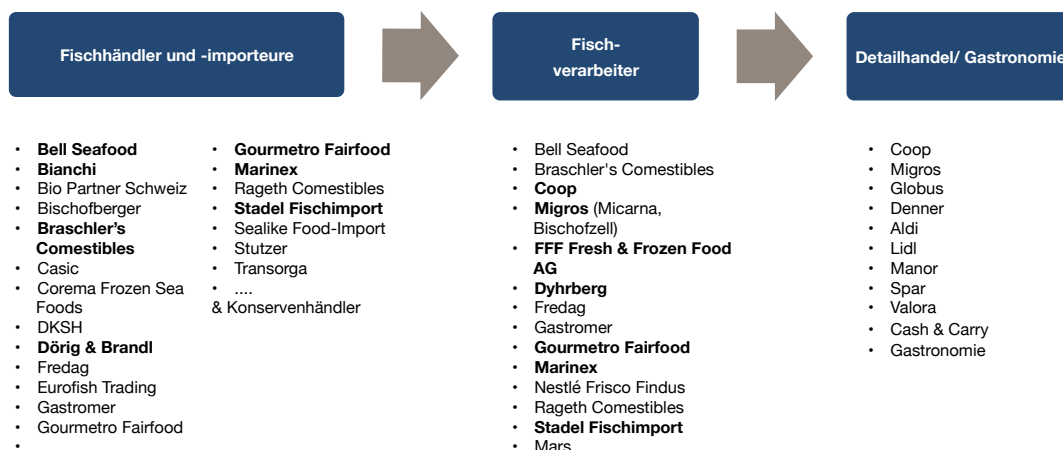 Fischhändler und -importeure
Fisch-
verarbeiter
Detailhandel/ Gastronomie
• Bell Seafood
• Bianchi
• Bio Partner Schweiz
• Bischofberger
• Braschler’s
Comestibles
• Casic
• Corema Frozen Sea
Foods
• DKSH
• Dörig & Brandl
• Fredag
• Eurofish Trading
• Gastromer
• Gourmetro Fairfood
•
• Gourmetro Fairfood
• Marinex
• Rageth Comestibles
• Stadel Fischimport
• Sealike Food-Import
• Stutzer
• Transorga
• ....
& Konservenhändler
• Bell Seafood
• Braschler's Comestibles
• Coop
• Migros (Micarna,
Bischofzell)
• FFF Fresh & Frozen Food
AG
• Dyhrberg
• Fredag
• Gastromer
• Gourmetro Fairfood
• Marinex
• Nestlé Frisco Findus
• Rageth Comestibles
• Stadel Fischimport
• Mars
• Coop
• Migros
• Globus
• Denner
• Aldi
• Lidl
• Manor
• Spar
• Valora
• Cash & Carry
• Gastronomie